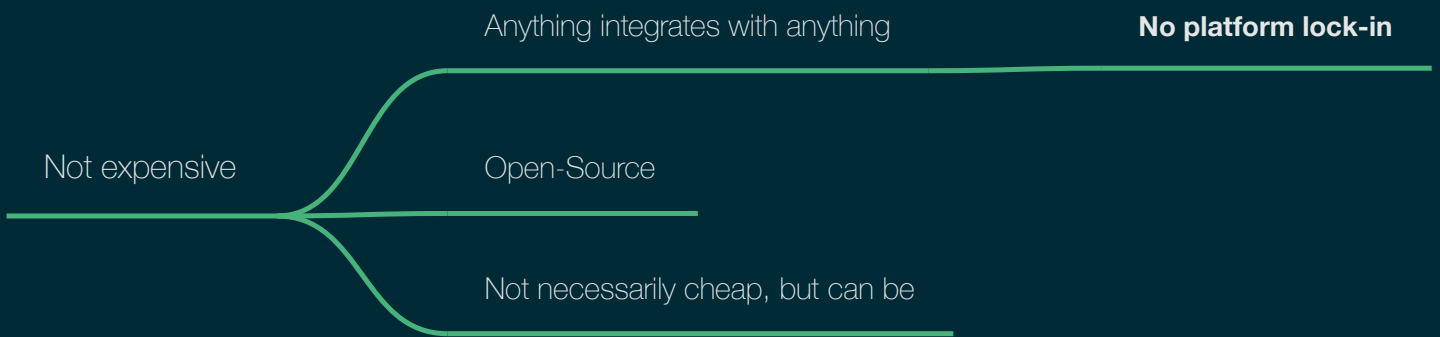 Anything integrates with anything
No platform lock-in
Not expensive
Open-Source
Not necessarily cheap, but can be